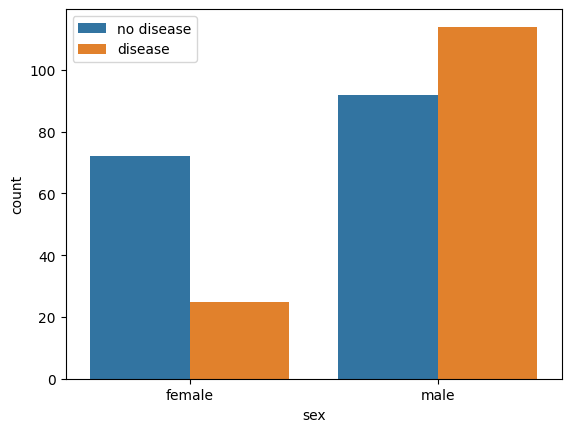 no disease
disease
100
80
60
40
20
0
count
female male
sex